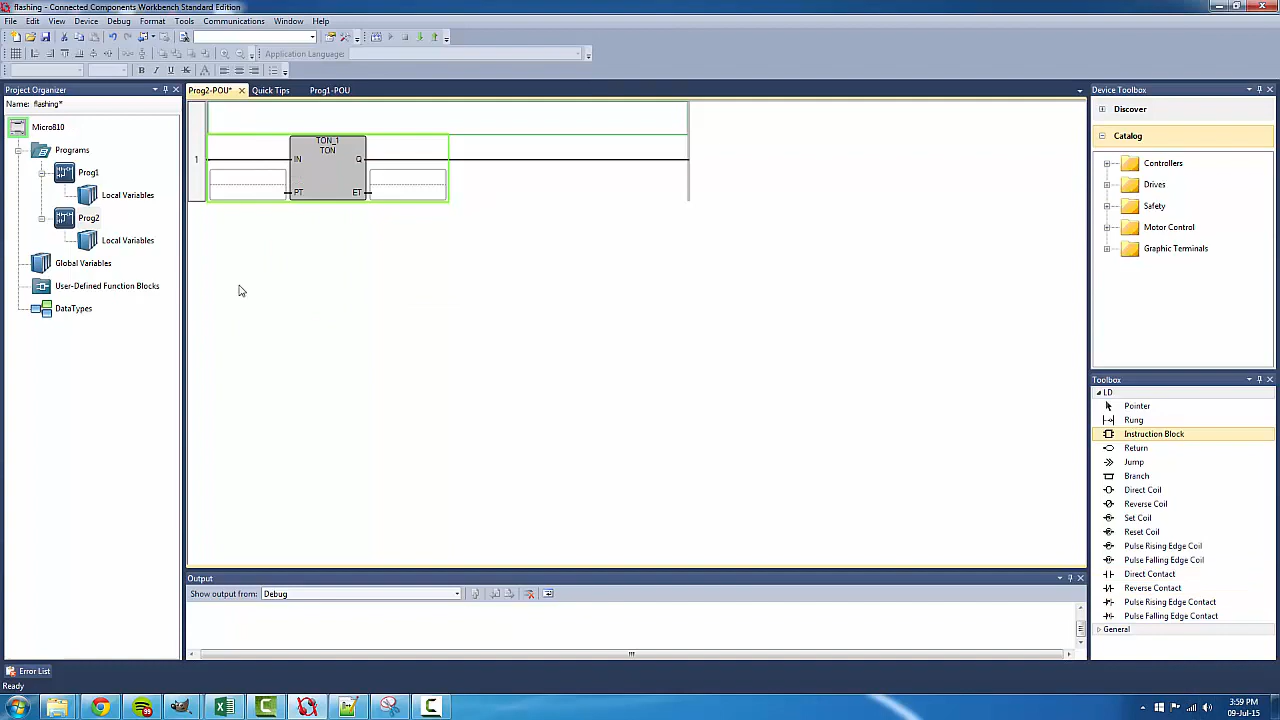 flashing - Connected Components Workbench Standard Edition
File Edit View Build Debug Format Tools Communications Window Help
Application Language:
B I U A
Project Organizer
Name: flashing*
Micro810
Programs
Prog1
Local Variables
Prog2
Local Variables
Global Variables
User-Defined Function Blocks
DataTypes
Prog2-POU* Quick Tips Prog1-POU
TON_1
TON
1 IN Q
PT ET
Device Toolbox
Discover
Catalog
Controllers
Drives
Safety
Motor Control
Graphic Terminals
Toolbox
LD
Pointer
Rung
Instruction Block
Return
Jump
Branch
Direct Coil
Reverse Coil
Set Coil
Reset Coil
Pulse Rising Edge Coil
Pulse Falling Edge Coil
Direct Contact
Reverse Contact
Pulse Rising Edge Contact
Pulse Falling Edge Contact
General
Output
Show output from: Debug
Error List
Ready
3:59 PM
09-Jul-15